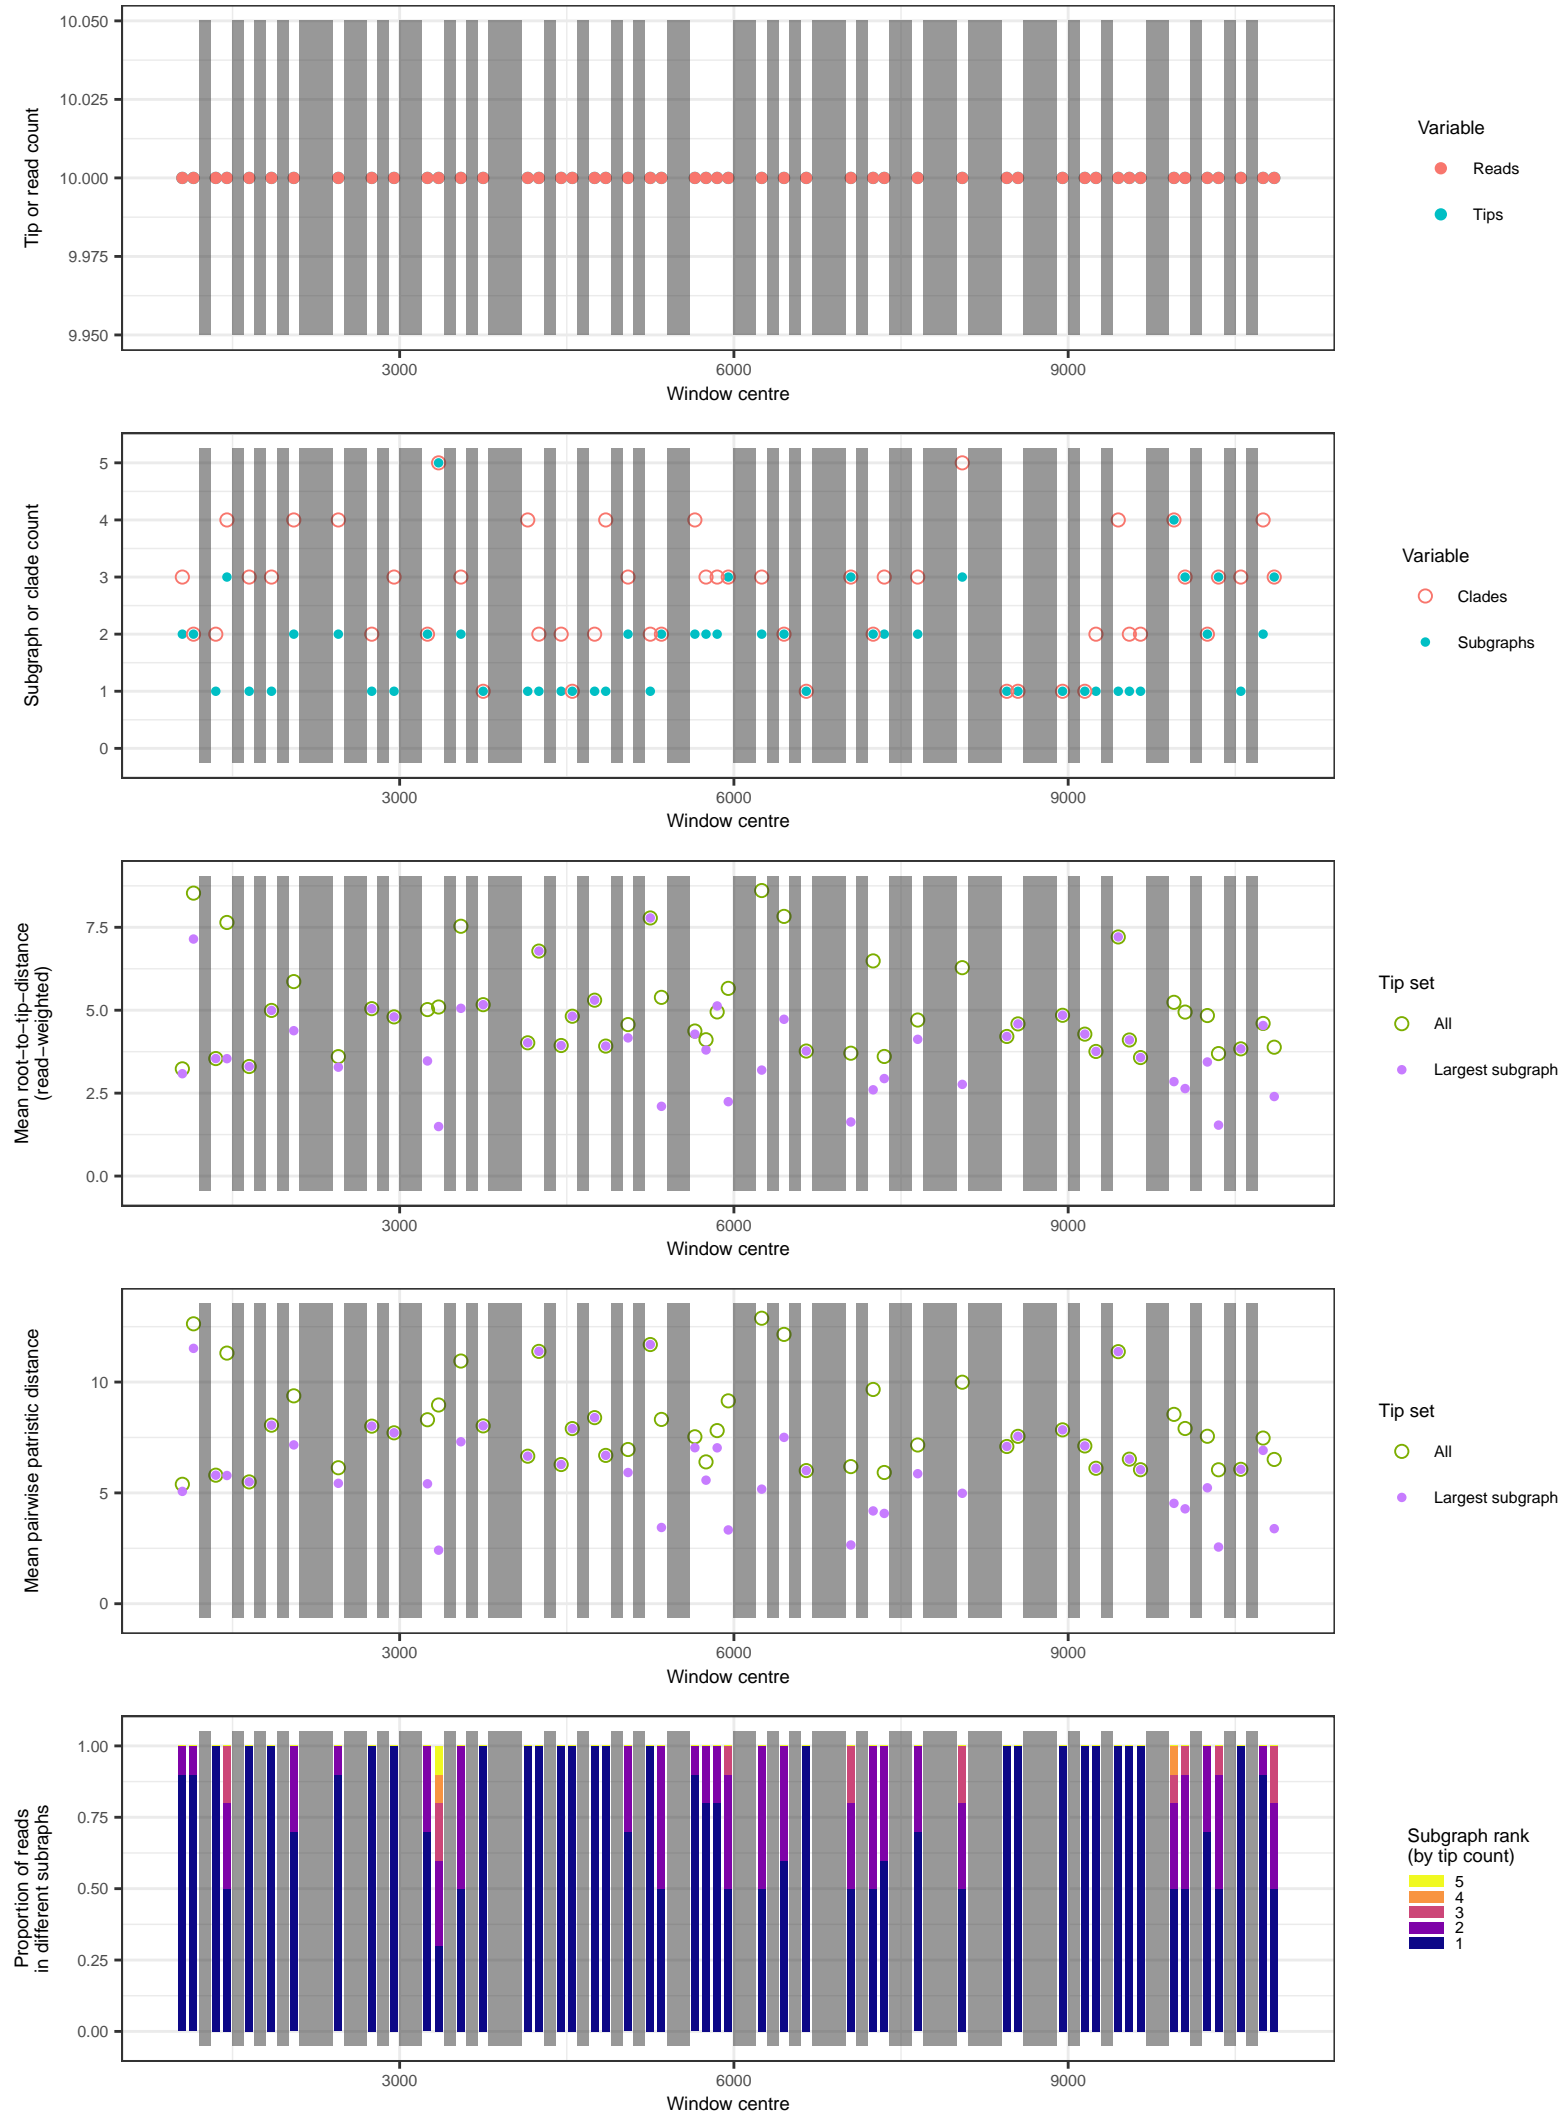 10.050
10.025
10.000
9.975
9.950
Tip or read count
3000
6000
9000
Window centre
Variable
Reads
Tips
5
4
3
2
1
0
Subgraph or clade count
3000
6000
9000
Window centre
Variable
Clades
Subgraphs
7.5
5.0
2.5
0.0
Mean root−to−tip−distance
(read−weighted)
3000
6000
9000
Window centre
Tip set
All
Largest subgraph
10
5
0
Mean pairwise patristic distance
3000
6000
9000
Window centre
Tip set
All
Largest subgraph
1.00
0.75
0.50
0.25
0.00
Proportion of reads
in different subraphs
3000
6000
9000
Window centre
Subgraph rank
(by tip count)
5
4
3
2
1